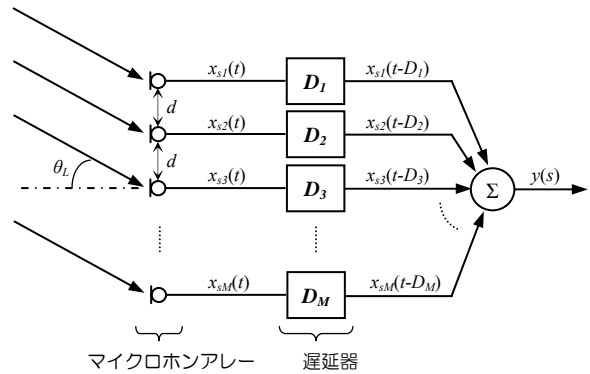 x_{s1}(t) D_1 x_{s1}(t-D_1)
d
x_{s2}(t) D_2 x_{s2}(t-D_2)
d
θ_L x_{s3}(t) D_3 x_{s3}(t-D_3) Σ y(s)
x_{sM}(t) D_M x_{sM}(t-D_M)
マイクロホンアレー 遅延器